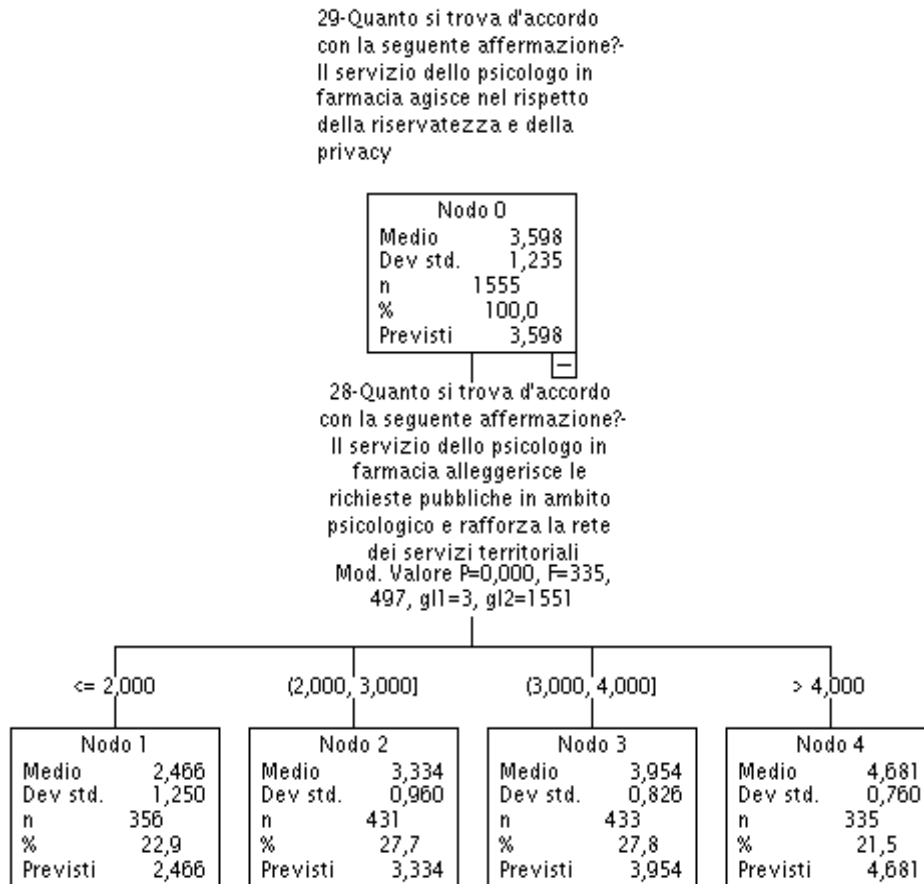 29-Quanto si trova d'accordo
con la seguente affermazione?-
Il servizio dello psicologo in
farmacia agisce nel rispetto
della riservatezza e della
privacy
Nodo 0
Medio 3,598
Dev std. 1,235
n 1555
% 100,0
Previsti 3,598
28-Quanto si trova d'accordo
con la seguente affermazione?-
Il servizio dello psicologo in
farmacia alleggerisce le
richieste pubbliche in ambito
psicologico e rafforza la rete
dei servizi territoriali
Mod. Valore P=0,000, F=335,
497, gl1=3, gl2=1551
<= 2,000
(2,000, 3,000]
(3,000, 4,000]
> 4,000
Nodo 1
Medio 2,466
Dev std. 1,250
n 356
% 22,9
Previsti 2,466
Nodo 2
Medio 3,334
Dev std. 0,960
n 431
% 27,7
Previsti 3,334
Nodo 3
Medio 3,954
Dev std. 0,826
n 433
% 27,8
Previsti 3,954
Nodo 4
Medio 4,681
Dev std. 0,760
n 335
% 21,5
Previsti 4,681